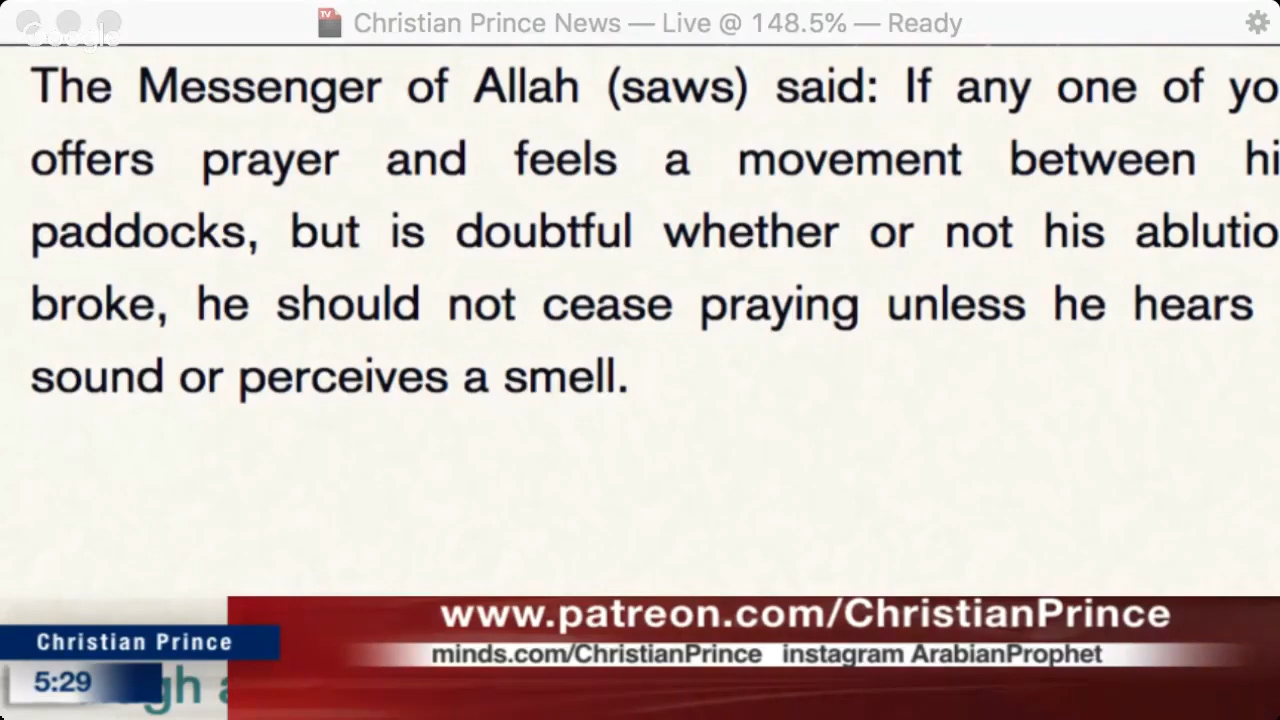 Christian Prince News — Live @ 148.5% — Ready
Google
The Messenger of Allah (saws) said: If any one of yo
offers prayer and feels a movement between hi
paddocks, but is doubtful whether or not his ablutio
broke, he should not cease praying unless he hears
sound or perceives a smell.
www.patreon.com/ChristianPrince
Christian Prince
minds.com/ChristianPrince instagram ArabianProphet
5:29
gh a